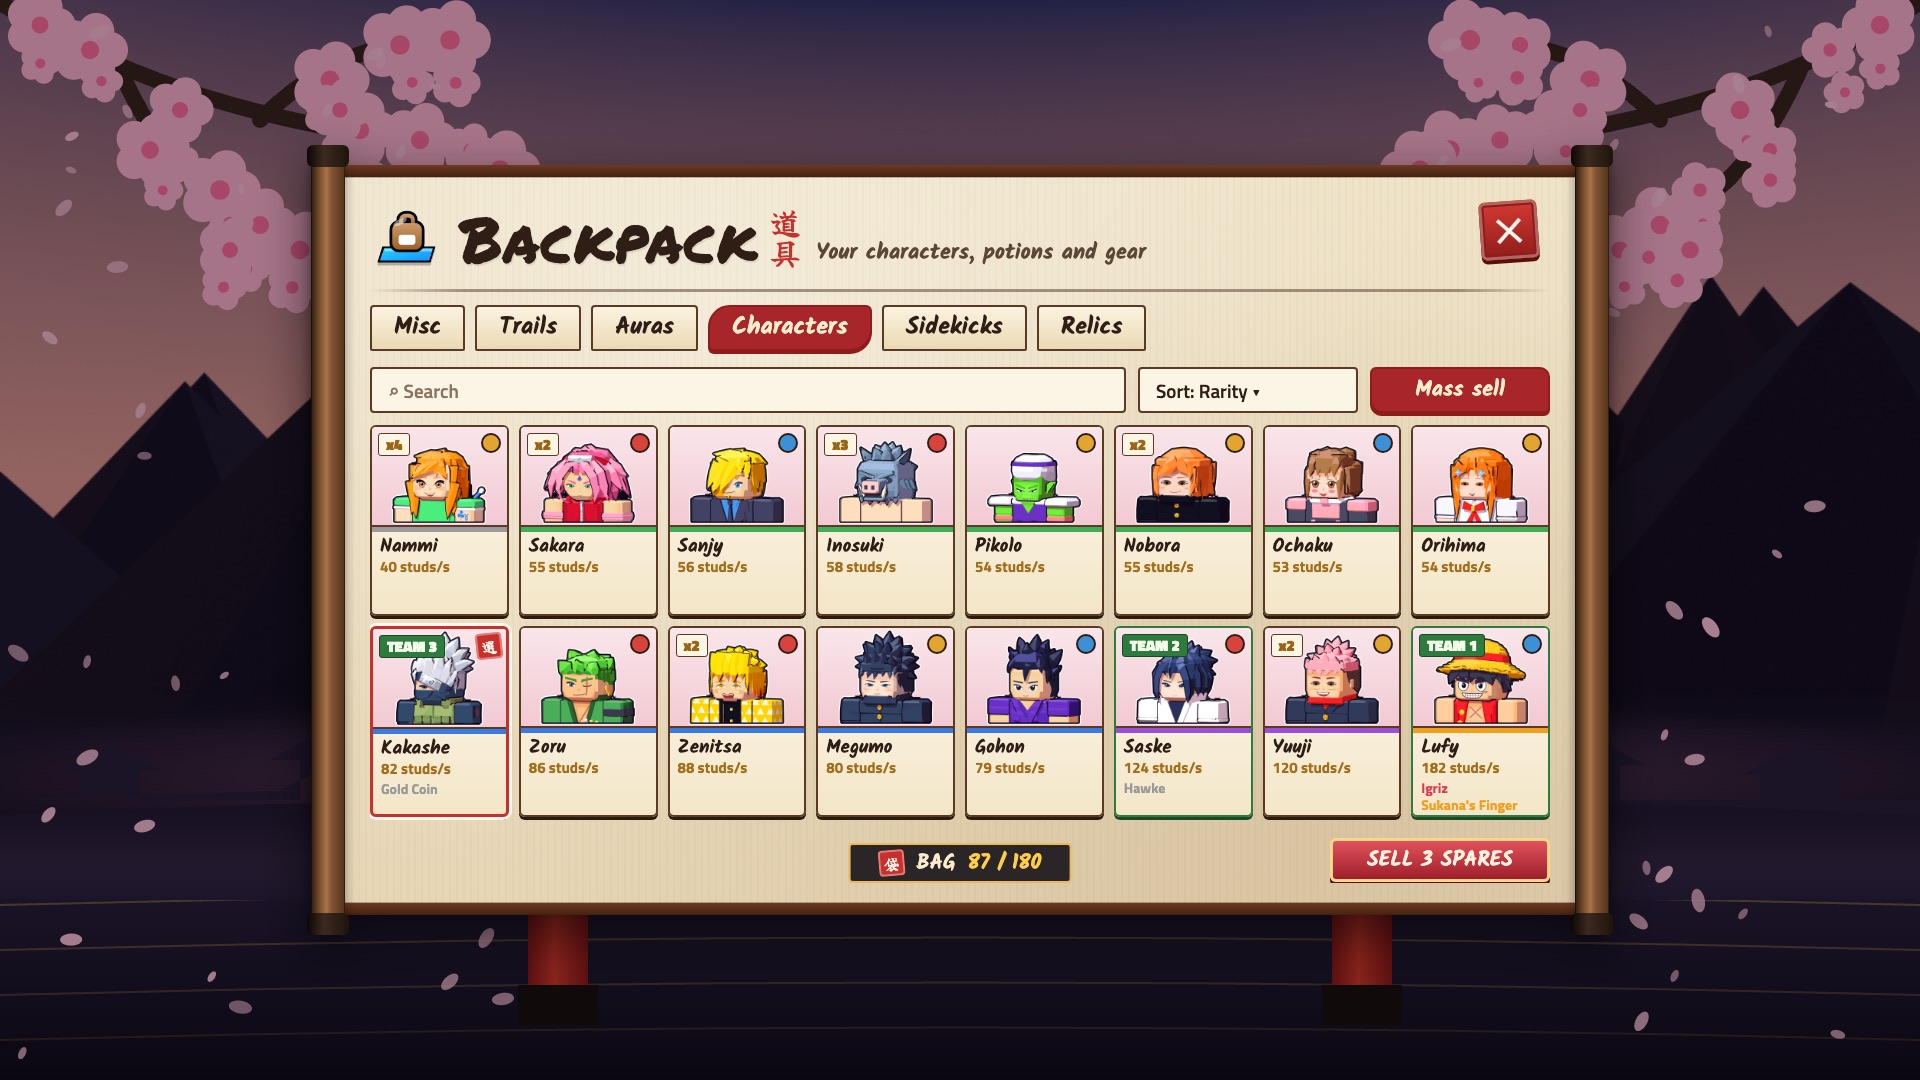 BACKPACK 道具 Your characters, potions and gear
Misc Trails Auras Characters Sidekicks Relics
Search Sort: Rarity ▾ Mass sell
x4 x2 x3 x2
Nammi Sakara Sanjy Inosuki Pikolo Nobora Ochaku Orihima
40 studs/s 55 studs/s 56 studs/s 58 studs/s 54 studs/s 55 studs/s 53 studs/s 54 studs/s
TEAM 3 x2 TEAM 2 x2 TEAM 1
Kakashe Zoru Zenitsa Megumo Gohon Saske Yuuji Lufy
82 studs/s 86 studs/s 88 studs/s 80 studs/s 79 studs/s 124 studs/s 120 studs/s 182 studs/s
Gold Coin Hawke Igriz
Sukana's Finger
袋 BAG 87 / 180 SELL 3 SPARES